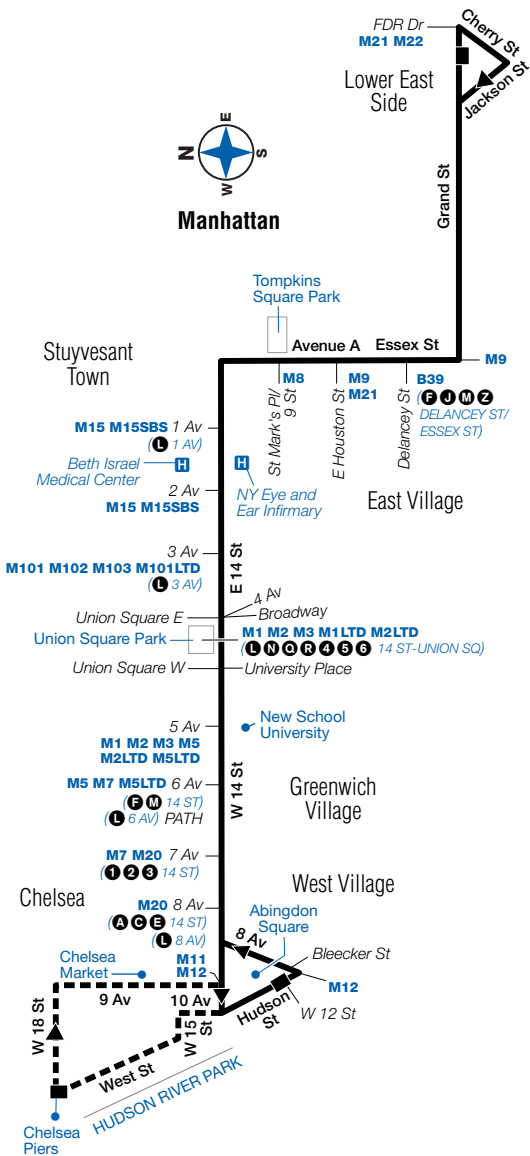 FDR Dr
M21 M22
Cherry St
Jackson St
Lower East
Side
Grand St
N
E
S
W
Manhattan
Tompkins
Square Park
Avenue A
Essex St
M9
Stuyvesant
Town
M8
St Mark's Pl/
9 St
M9
M21
E Houston St
B39
(F J M Z
DELANCEY ST/
ESSEX ST)
Delancey St
M15 M15SBS 1 Av
(L 1 AV)
Beth Israel
Medical Center
H
H
NY Eye and
Ear Infirmary
East Village
2 Av
M15 M15SBS
3 Av
M101 M102 M103 M101LTD
(L 3 AV)
E 14 St
4 Av
Broadway
Union Square E
Union Square Park
M1 M2 M3 M1LTD M2LTD
(L N Q R 4 5 6 14 ST-UNION SQ)
Union Square W
University Place
5 Av
M1 M2 M3 M5
M2LTD M5LTD
New School
University
W 14 St
M5 M7 M5LTD 6 Av
(F M 14 ST)
(L 6 AV) PATH
Greenwich
Village
M7 M20 7 Av
(1 2 3 14 ST)
West Village
Chelsea
M20 8 Av
(A C E 14 ST)
(L 8 AV)
Abingdon
Square
8 Av
Bleecker St
M11
M12
Chelsea
Market
M12
9 Av
10 Av
Hudson
St
W 12 St
W 18 St
W 15
St
West St
HUDSON RIVER PARK
Chelsea
Piers